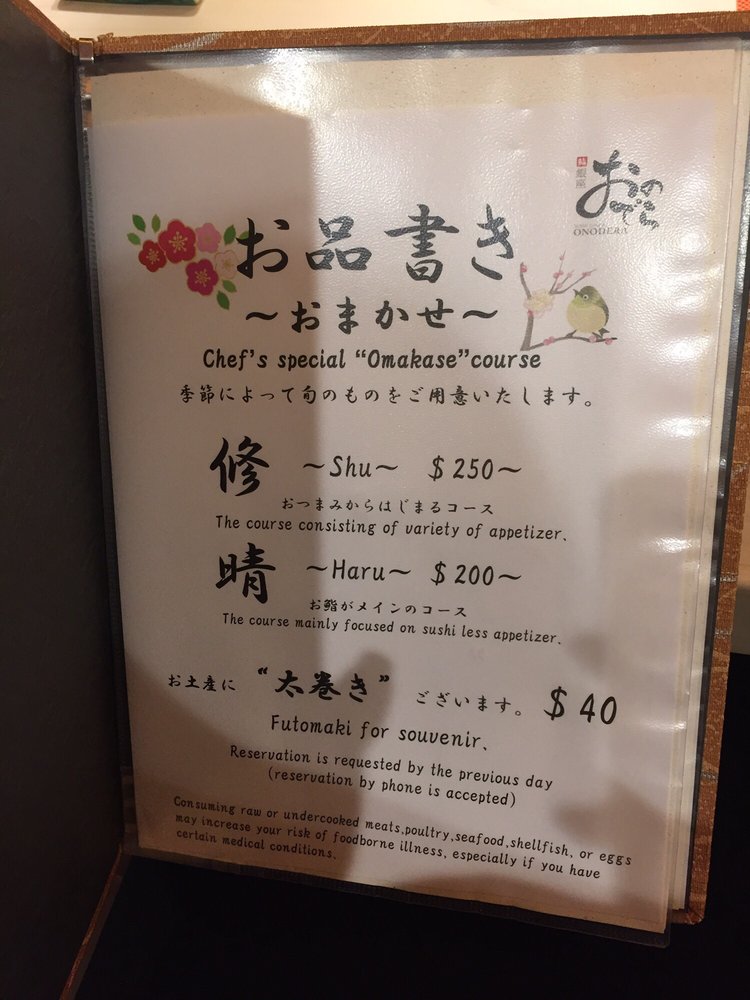 鮨 銀座
おのでら
ONODERA
お品書き
～おまかせ～
Chef's special "Omakase"course
季節によって旬のものをご用意いたします。
修 ～Shu～ $250～
おつまみからはじまるコース
The course consisting of variety of appetizer.
晴 ～Haru～ $200～
お鮨がメインのコース
The course mainly focused on sushi less appetizer.
お土産に "太巻き" ございます。 $40
Futomaki for souvenir.
Reservation is requested by the previous day
(reservation by phone is accepted)
Consuming raw or undercooked meats,poultry,seafood,shellfish, or eggs
may increase your risk of foodborne illness, especially if you have
certain medical conditions.